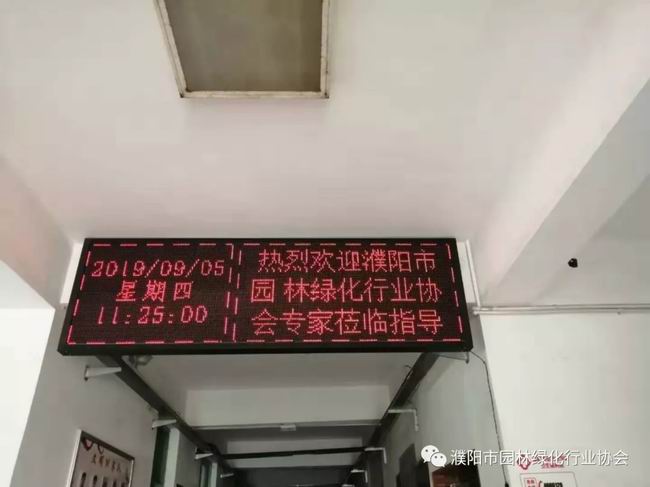 2019/09/05
星期四
11:25:00
热烈欢迎濮阳市
园 林绿化行业协
会专家莅临指导
濮阳市园林绿化行业协会